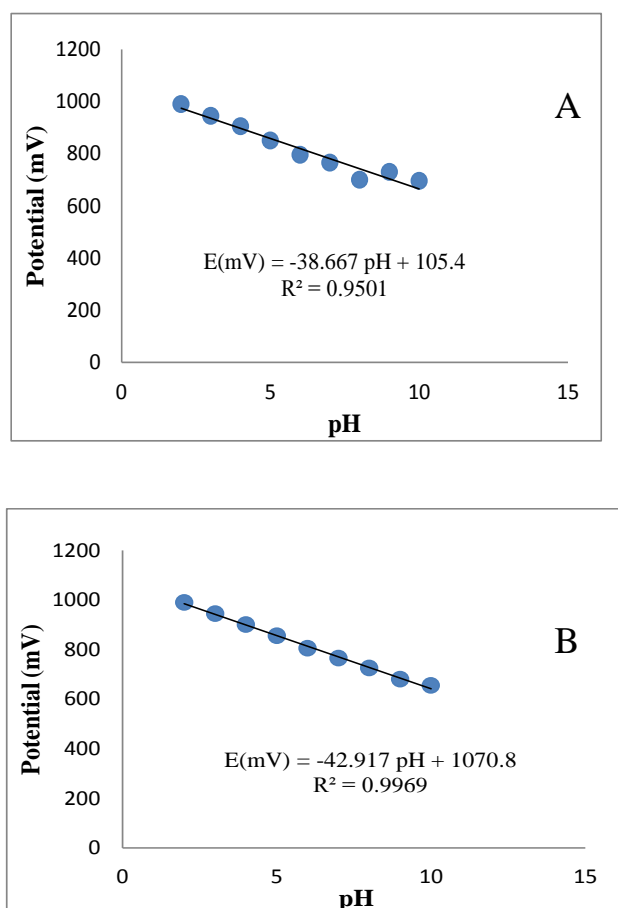 1200
1000
800
600
400
200
0
0 5 10 15
Potential (mV)
pH
A
E(mV) = -38.667 pH + 105.4
R² = 0.9501
1200
1000
800
600
400
200
0
0 5 10 15
Potential (mV)
pH
B
E(mV) = -42.917 pH + 1070.8
R² = 0.9969